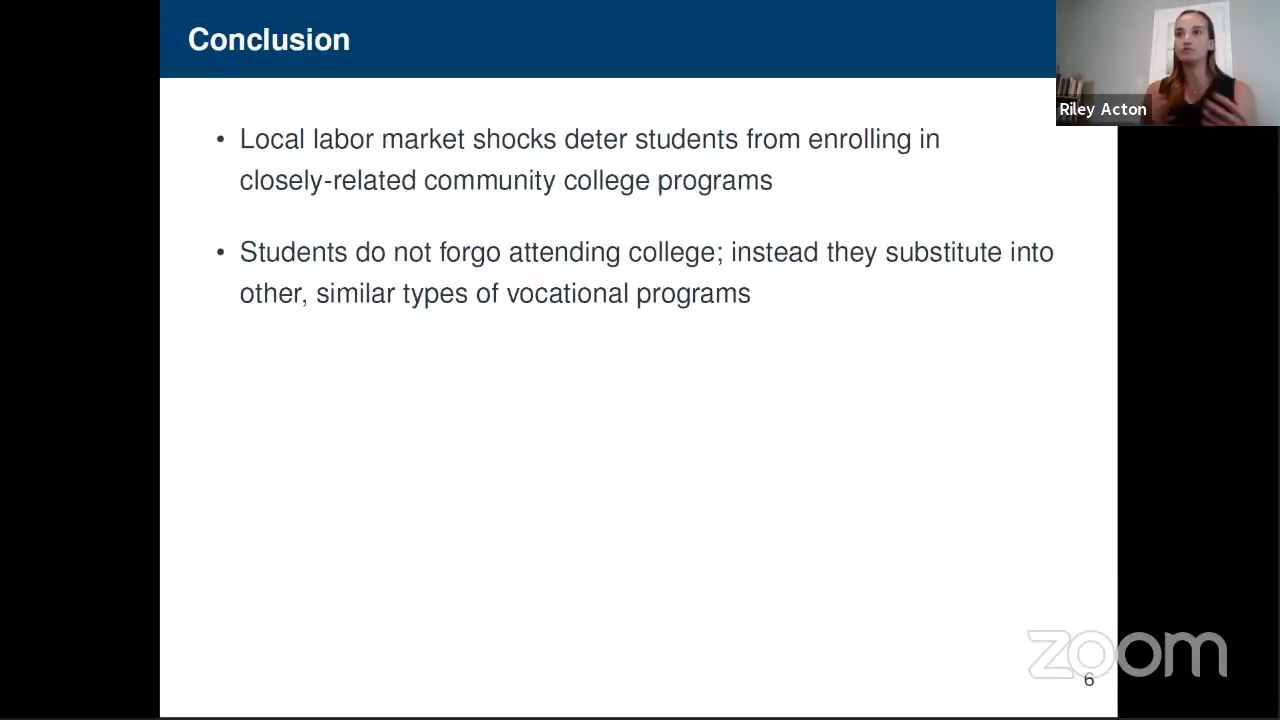 Conclusion
Riley Acton
• Local labor market shocks deter students from enrolling in
closely-related community college programs
• Students do not forgo attending college; instead they substitute into
other, similar types of vocational programs
zoom
6